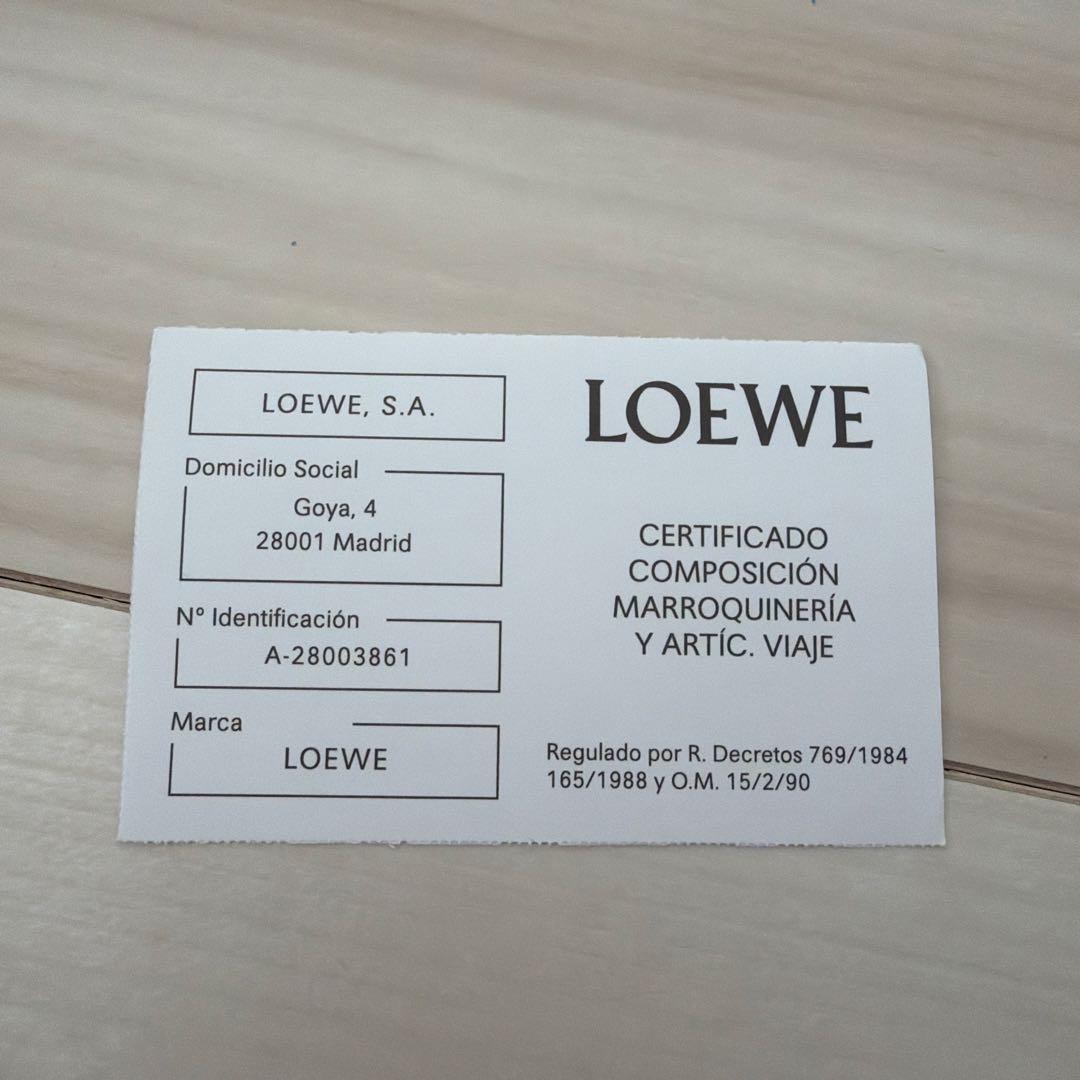 LOEWE, S.A.
Domicilio Social
Goya, 4
28001 Madrid
Nº Identificación
A-28003861
Marca
LOEWE
LOEWE
CERTIFICADO
COMPOSICIÓN
MARROQUINERÍA
Y ARTÍC. VIAJE
Regulado por R. Decretos 769/1984
165/1988 y O.M. 15/2/90